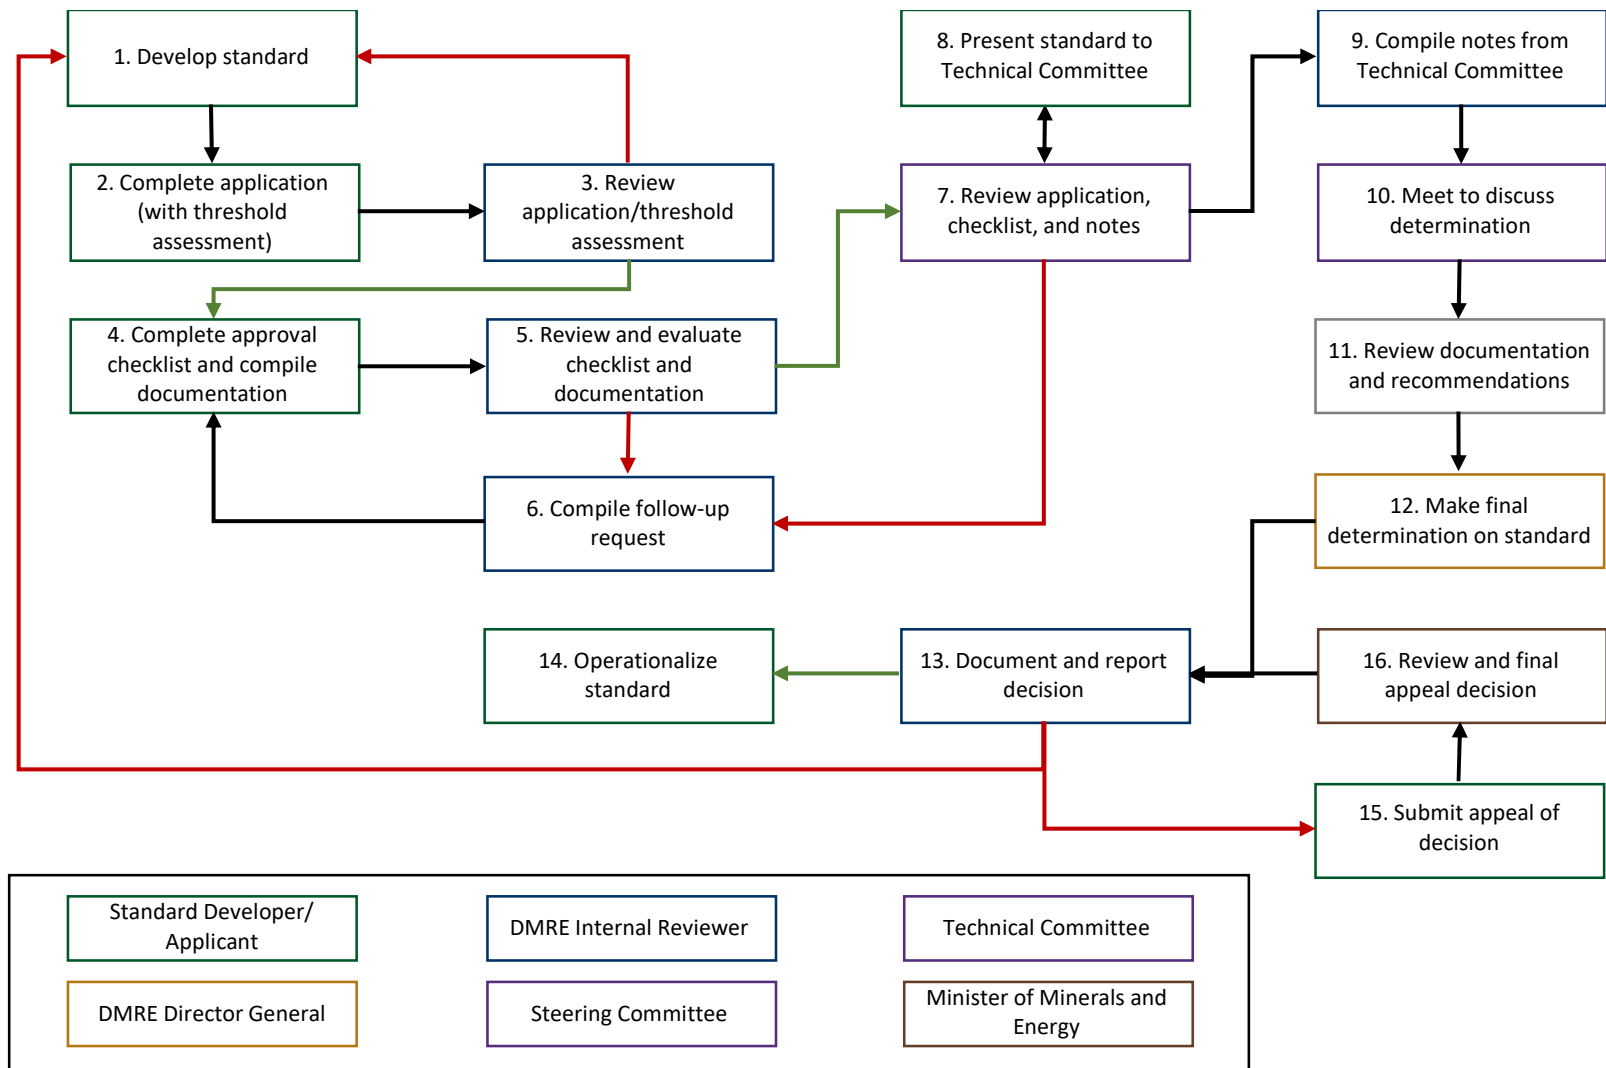 1. Develop standard
2. Complete application
(with threshold
assessment)
3. Review
application/threshold
assessment
4. Complete approval
checklist and compile
documentation
5. Review and evaluate
checklist and
documentation
6. Compile follow-up
request
7. Review application,
checklist, and notes
8. Present standard to
Technical Committee
9. Compile notes from
Technical Committee
10. Meet to discuss
determination
11. Review documentation
and recommendations
12. Make final
determination on standard
13. Document and report
decision
14. Operationalize
standard
15. Submit appeal of
decision
16. Review and final
appeal decision
Standard Developer/
Applicant
DMRE Internal Reviewer
Technical Committee
DMRE Director General
Steering Committee
Minister of Minerals and
Energy